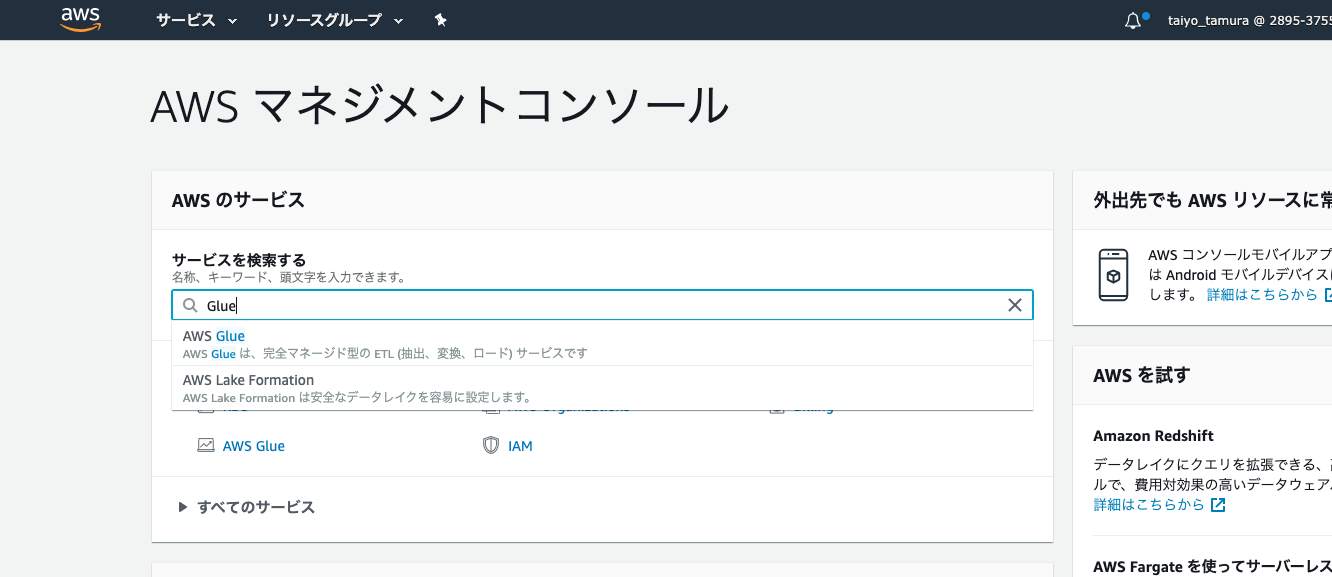 aws
サービス
リソースグループ
taiyo_tamura @ 2895-3755
AWS マネジメントコンソール
AWS のサービス
サービスを検索する
名称、キーワード、頭文字を入力できます。
Glue
AWS Glue
AWS Glue は、完全マネージド型の ETL (抽出、変換、ロード) サービスです
AWS Lake Formation
AWS Lake Formation は安全なデータレイクを容易に設定します。
AWS Glue
IAM
すべてのサービス
外出先でも AWS リソースに常
AWS コンソールモバイルアプ
は Android モバイルデバイス
します。 詳細はこちらから
AWS を試す
Amazon Redshift
データレイクにクエリを拡張できる、
ルで、費用対効果の高いデータウェア
詳細はこちらから
AWS Fargate を使ってサーバーレス